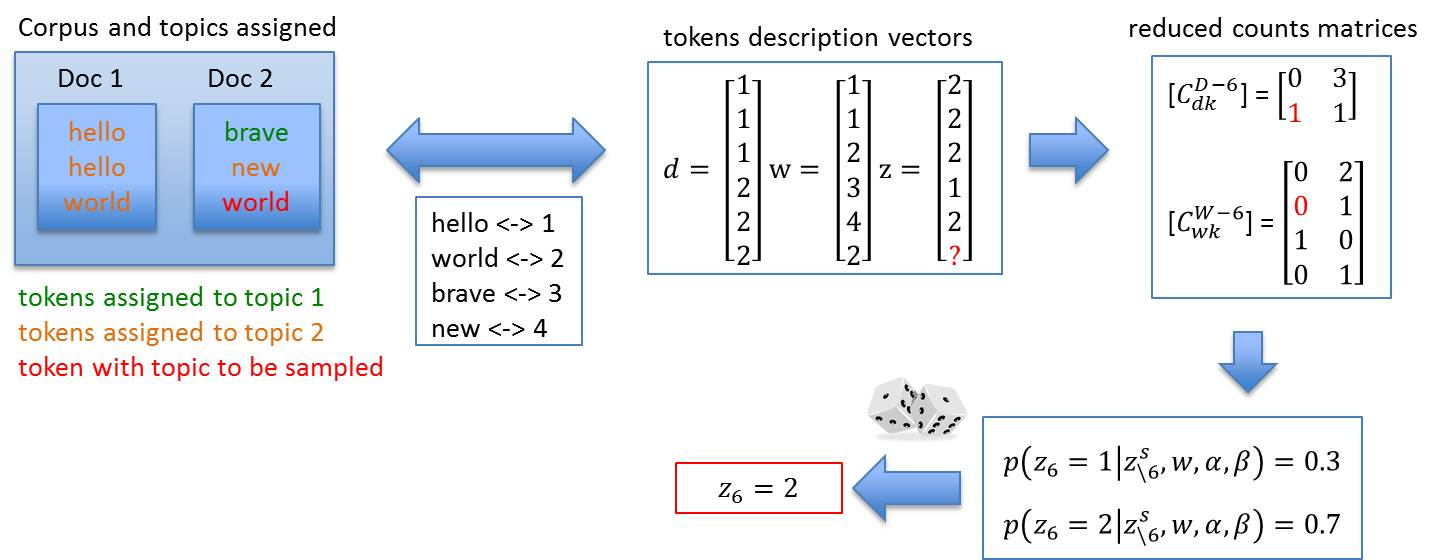 Corpus and topics assigned
Doc 1 Doc 2
hello brave
hello new
world world
tokens assigned to topic 1
tokens assigned to topic 2
token with topic to be sampled
hello <-> 1
world <-> 2
brave <-> 3
new <-> 4
tokens description vectors
d = [1 1 1 2 2 2] w = [1 1 2 3 4 2] z = [2 2 2 1 2 ?]
reduced counts matrices
[C_{dk}^{D-6}] = [0 3
1 1]
[C_{wk}^{W-6}] = [0 2
0 1
1 0
0 1]
p(z_6 = 1|z_{\6}^s, w, α, β) = 0.3
p(z_6 = 2|z_{\6}^s, w, α, β) = 0.7
z_6 = 2